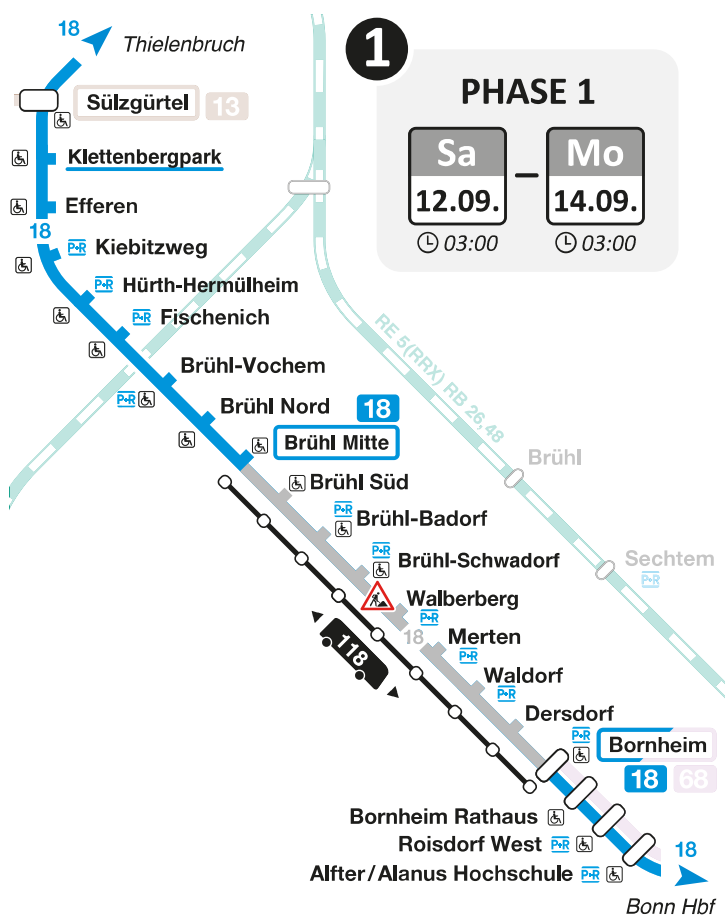 18
Thielenbruch
1
PHASE 1
Sa
12.09.
03:00
–
Mo
14.09.
03:00
Sülzgürtel 13
Klettenbergpark
Efferen
18
P+R Kiebitzweg
P+R Hürth-Hermülheim
P+R Fischenich
RE 5(RRX) RB 26,48
Brühl-Vochem
P+R
Brühl Nord 18
Brühl Mitte
Brühl
Brühl Süd
P+R
Brühl-Badorf
P+R
Brühl-Schwadorf
Sechtem
P+R
Walberberg
P+R
18
Merten
P+R
118
Waldorf
P+R
Dersdorf
P+R
Bornheim
18 68
Bornheim Rathaus
Roisdorf West P+R
Alfter/Alanus Hochschule P+R
18
Bonn Hbf